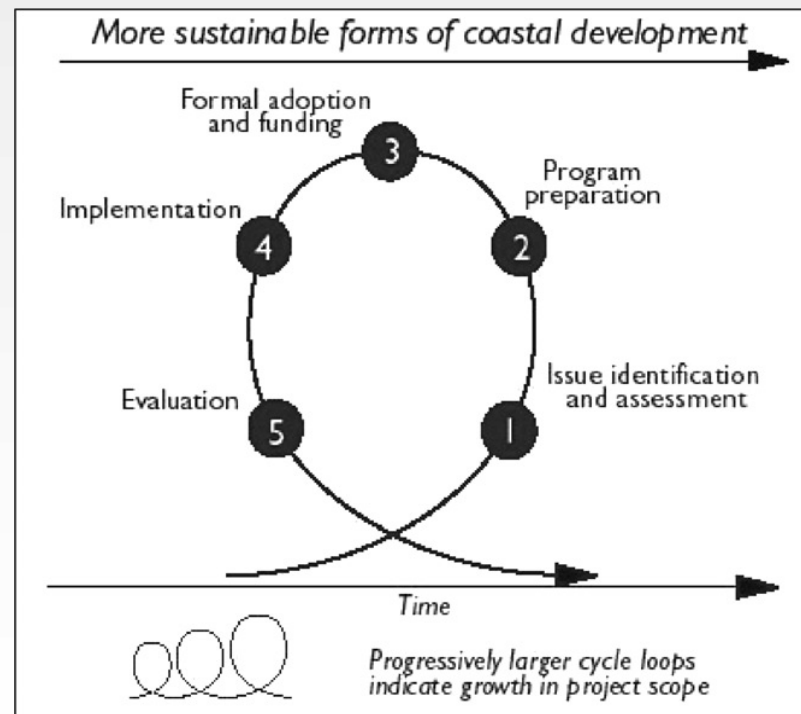 More sustainable forms of coastal development
Formal adoption
and funding
3
Program
preparation
Implementation
4
2
Issue identification
and assessment
Evaluation
5
1
Time
Progressively larger cycle loops
indicate growth in project scope